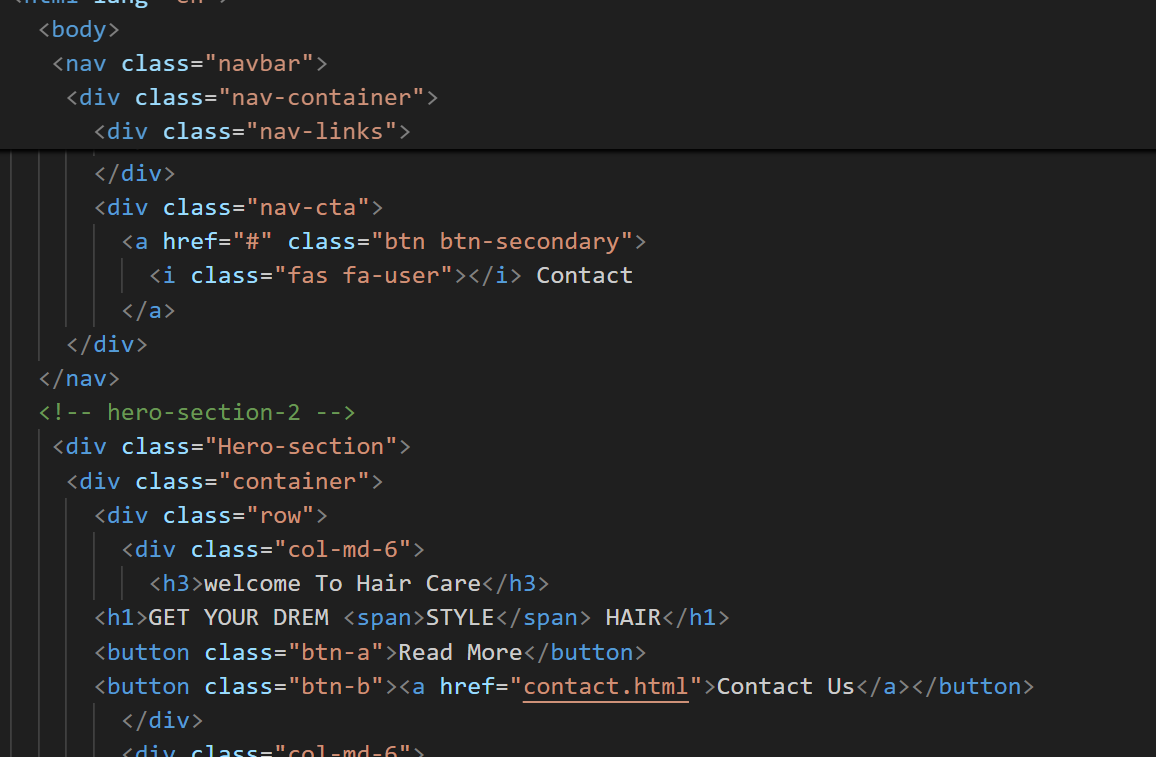 <html lang="en">
<body>
<nav class="navbar">
<div class="nav-container">
<div class="nav-links">
</div>
<div class="nav-cta">
<a href="#" class="btn btn-secondary">
<i class="fas fa-user"></i> Contact
</a>
</div>
</nav>
<!-- hero-section-2 -->
<div class="Hero-section">
<div class="container">
<div class="row">
<div class="col-md-6">
<h3>welcome To Hair Care</h3>
<h1>GET YOUR DREM <span>STYLE</span> HAIR</h1>
<button class="btn-a">Read More</button>
<button class="btn-b"><a href="contact.html">Contact Us</a></button>
</div>
<div class="col-md-6">